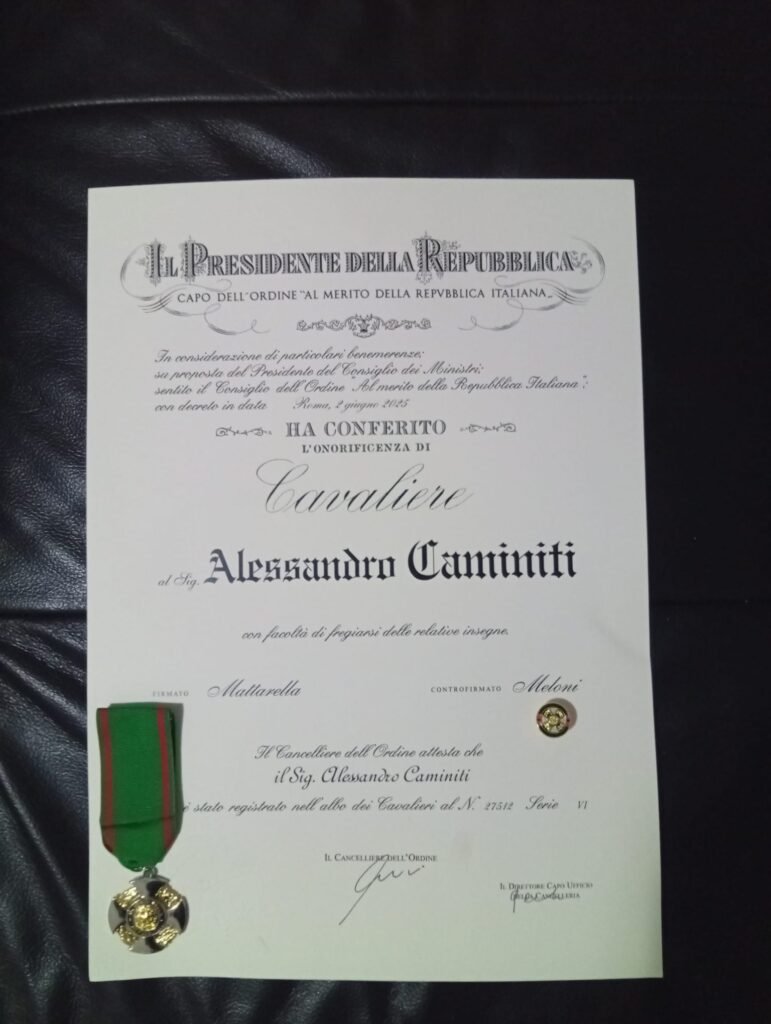 IL PRESIDENTE DELLA REPUBBLICA
CAPO DELL'ORDINE "AL MERITO DELLA REPVBBLICA ITALIANA„
In considerazione di particolari benemerenze;
su proposta del Presidente del Consiglio dei Ministri;
sentito il Consiglio dell'Ordine "Al merito della Repubblica Italiana";
con decreto in data Roma, 2 giugno 2025
HA CONFERITO
L'ONORIFICENZA DI
Cavaliere
al Sig. Alessandro Caminiti
con facoltà di fregiarsi delle relative insegne.
FIRMATO Mattarella CONTROFIRMATO Meloni
Il Cancelliere dell'Ordine attesta che
il Sig. Alessandro Caminiti
è stato registrato nell'albo dei Cavalieri al N. 27512 Serie VI
IL CANCELLIERE DELL'ORDINE
IL DIRETTORE CAPO UFFICIO
DELLA CANCELLERIA